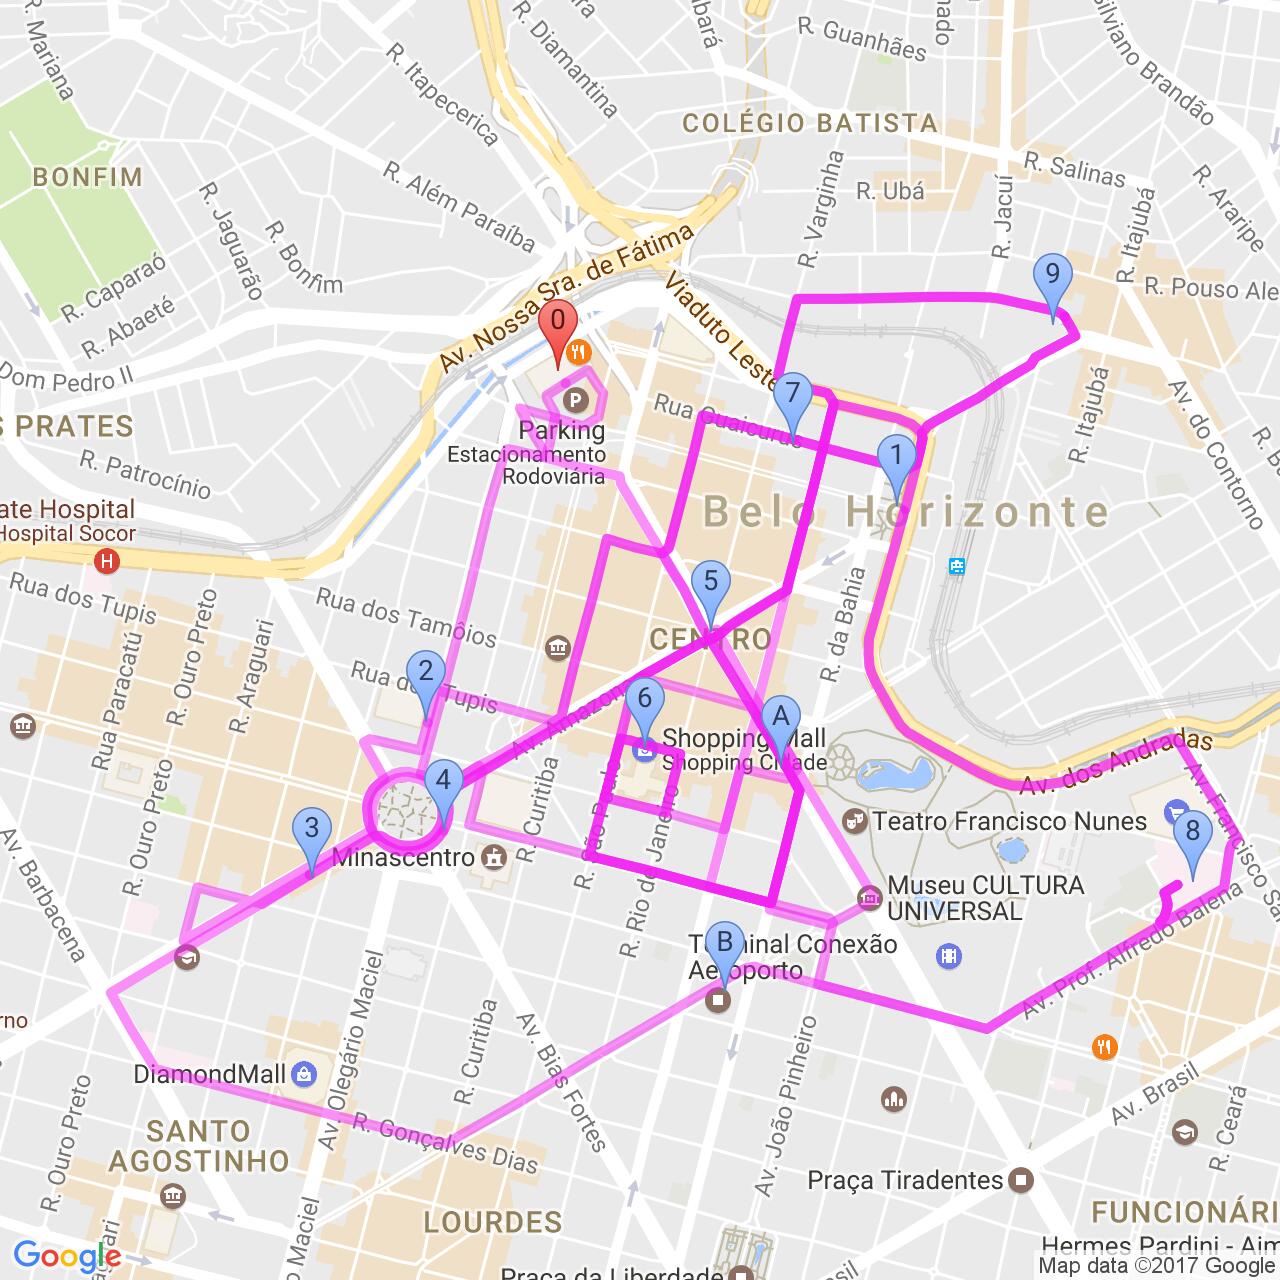 R. Mariana
R. Itapecerica
R. Diamantina
R. Guanhães
Silviano Brandão
COLÉGIO BATISTA
BONFIM
R. Além Paraíba
R. Jaguarão
R. Bonfim
R. Varginha
R. Ubá
R. Jacuí
R. Salinas
R. Itajubá
R. Araripe
R. Caparaó
R. Abaeté
Av. Nossa Sra. de Fátima
Viaduto Leste
R. Pouso Ale
9
0
Dom Pedro II
S PRATES
R. Patrocínio
Parking
Estacionamento
Rodoviária
P
7
Rua Guaicurus
1
R. Itajubá
Av. do Contorno
Belo Horizonte
ate Hospital
Hospital Socor
H
Rua dos Tupis
Rua dos Tamôios
R. Ouro Preto
R. Araguari
Rua Paracatu
5
CENTRO
R. da Bahia
2
Rua dos Tupis
6
A
Av. Amazonas
Shopping Mall
Shopping Cidade
Av. dos Andradas
4
3
R. Ouro Preto
Av. Barbacena
Minascentro
R. Curitiba
R. São Paulo
R. Rio de Janeiro
Teatro Francisco Nunes
8
Av. Francisco Sa
Museu CULTURA
UNIVERSAL
B
Terminal Conexão
Aeroporto
Av. Prof. Alfredo Balena
rno
R. Olegário Maciel
R. Curitiba
Av. Bias Fortes
DiamondMall
R. Gonçalves Dias
SANTO
AGOSTINHO
R. Ouro Preto
Av. João Pinheiro
Av. Brasil
R. Ceará
Praça Tiradentes
LOURDES
FUNCIONÁRI
Hermes Pardini - Aim
Praça da Liberdade
Google
Map data ©2017 Google